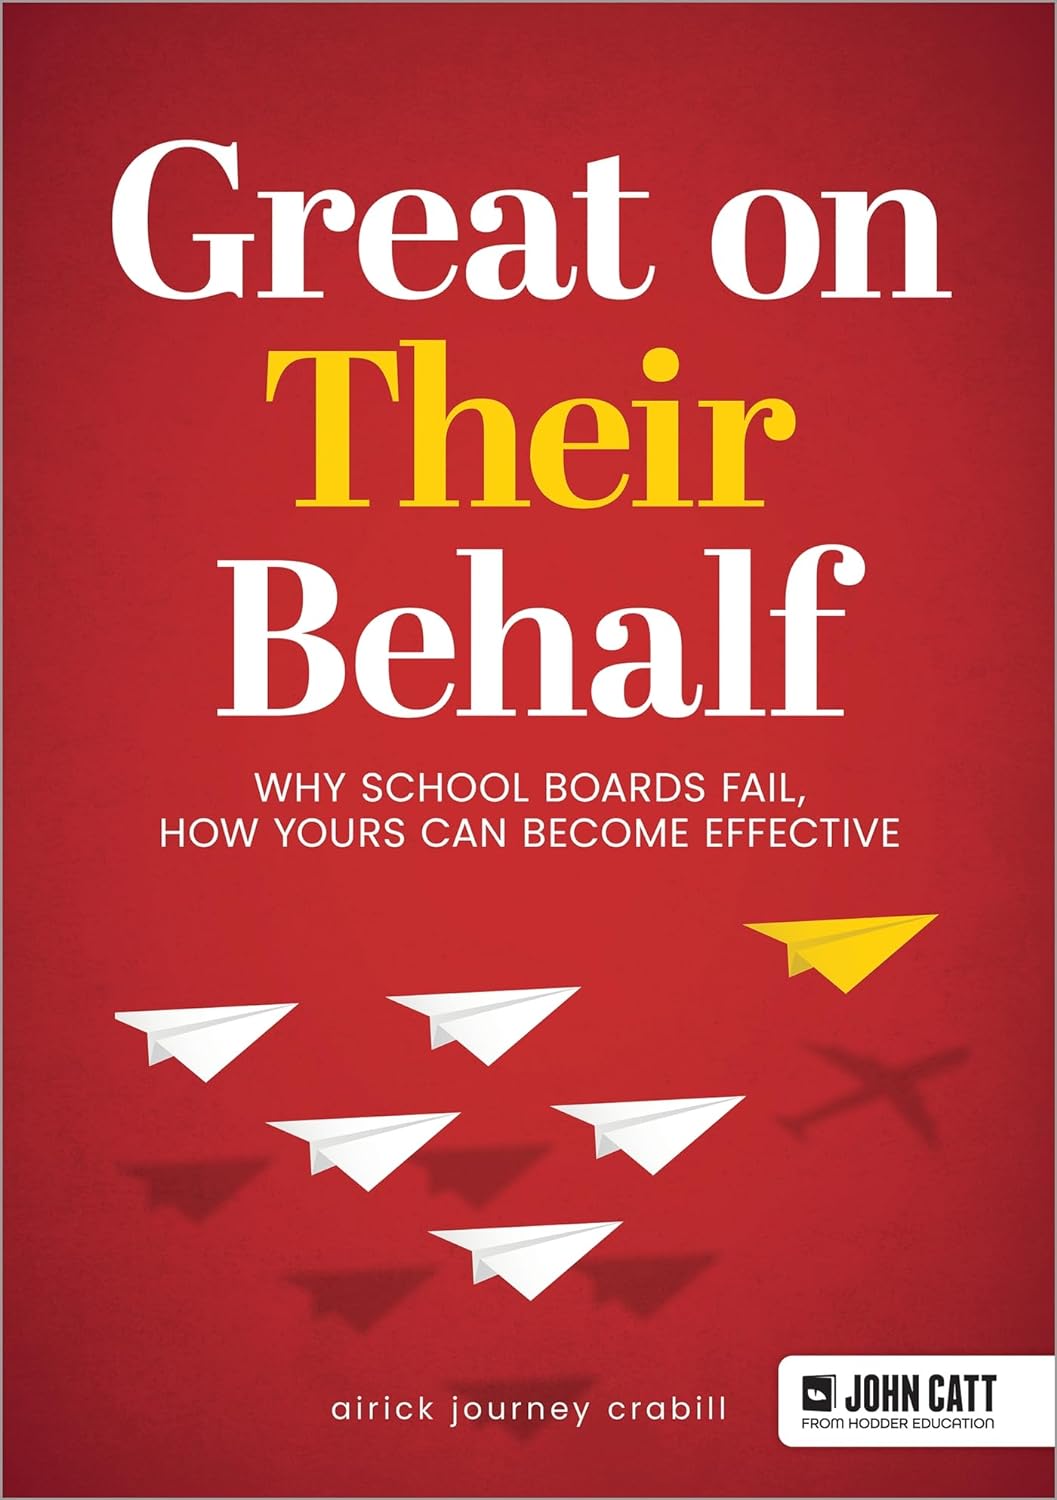 Great on
Their
Behalf
WHY SCHOOL BOARDS FAIL,
HOW YOURS CAN BECOME EFFECTIVE
airick journey crabill
JOHN CATT
FROM HODDER EDUCATION